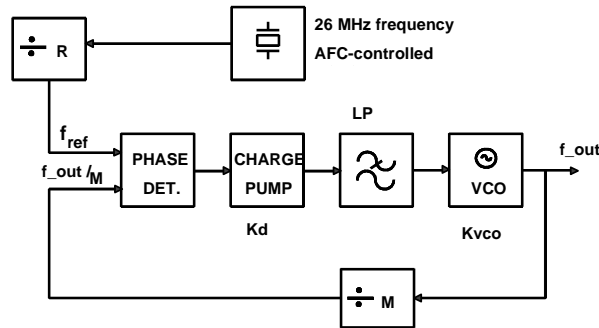 26 MHz frequency
AFC-controlled
÷ R
LP
f_ref
f_out
f_out /M
PHASE
DET.
CHARGE
PUMP
VCO
Kd
Kvco
÷ M